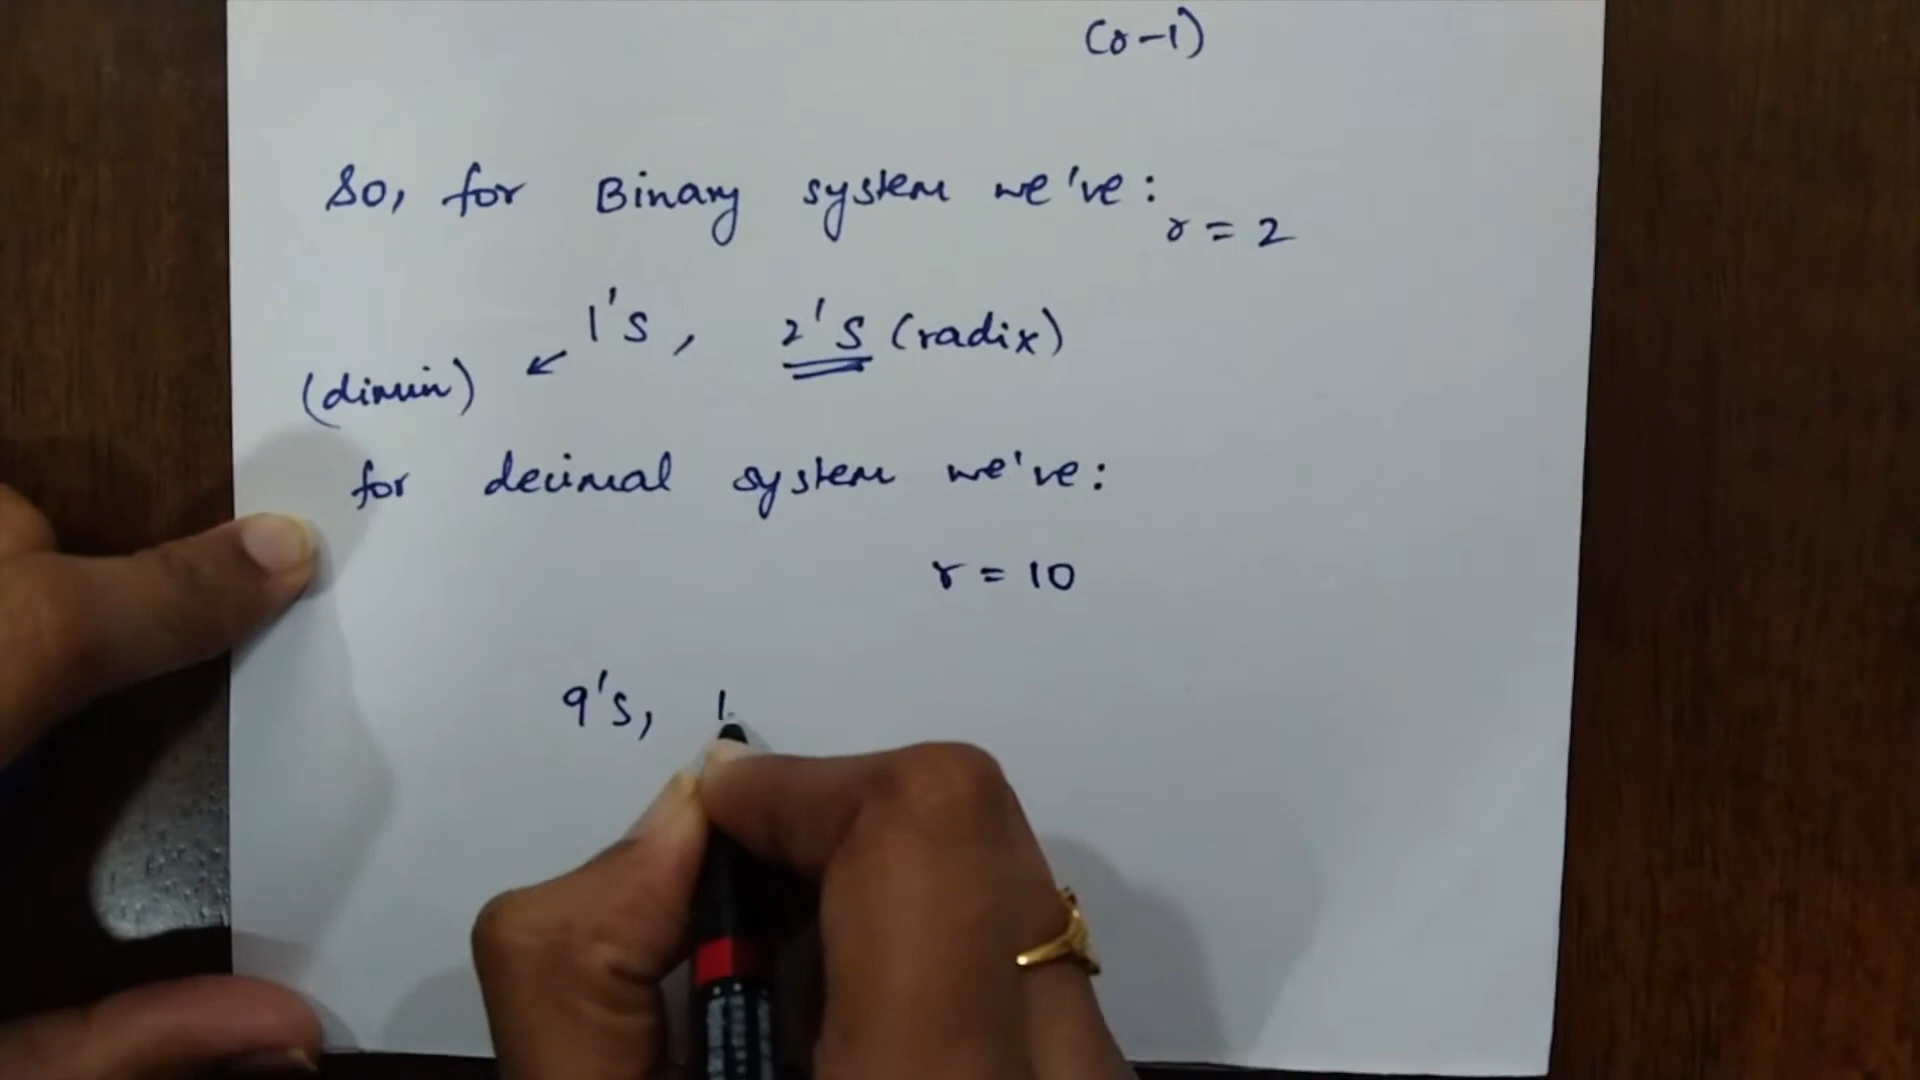 (r-1)
So, for Binary system we've:
r = 2
1's, 2's (radix)
(dimin)
for decimal system we've:
r = 10
9's, 1